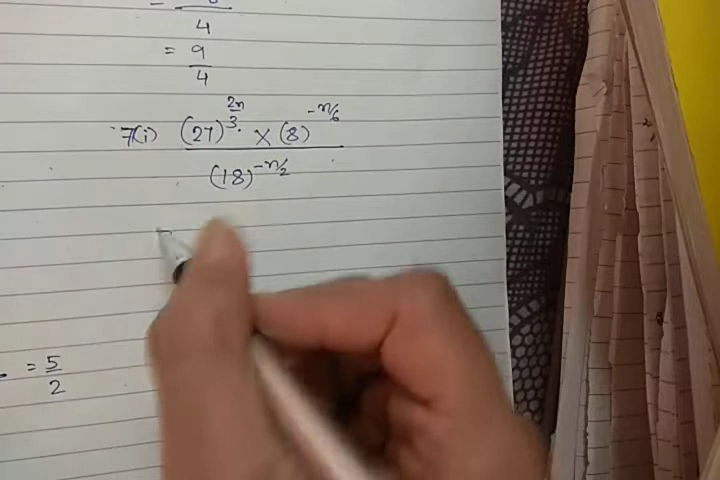 =
4
= 9/4
7(i) (27)^{2n/3} × (8)^{-n/6}
(18)^{-n/2}
= 5/2